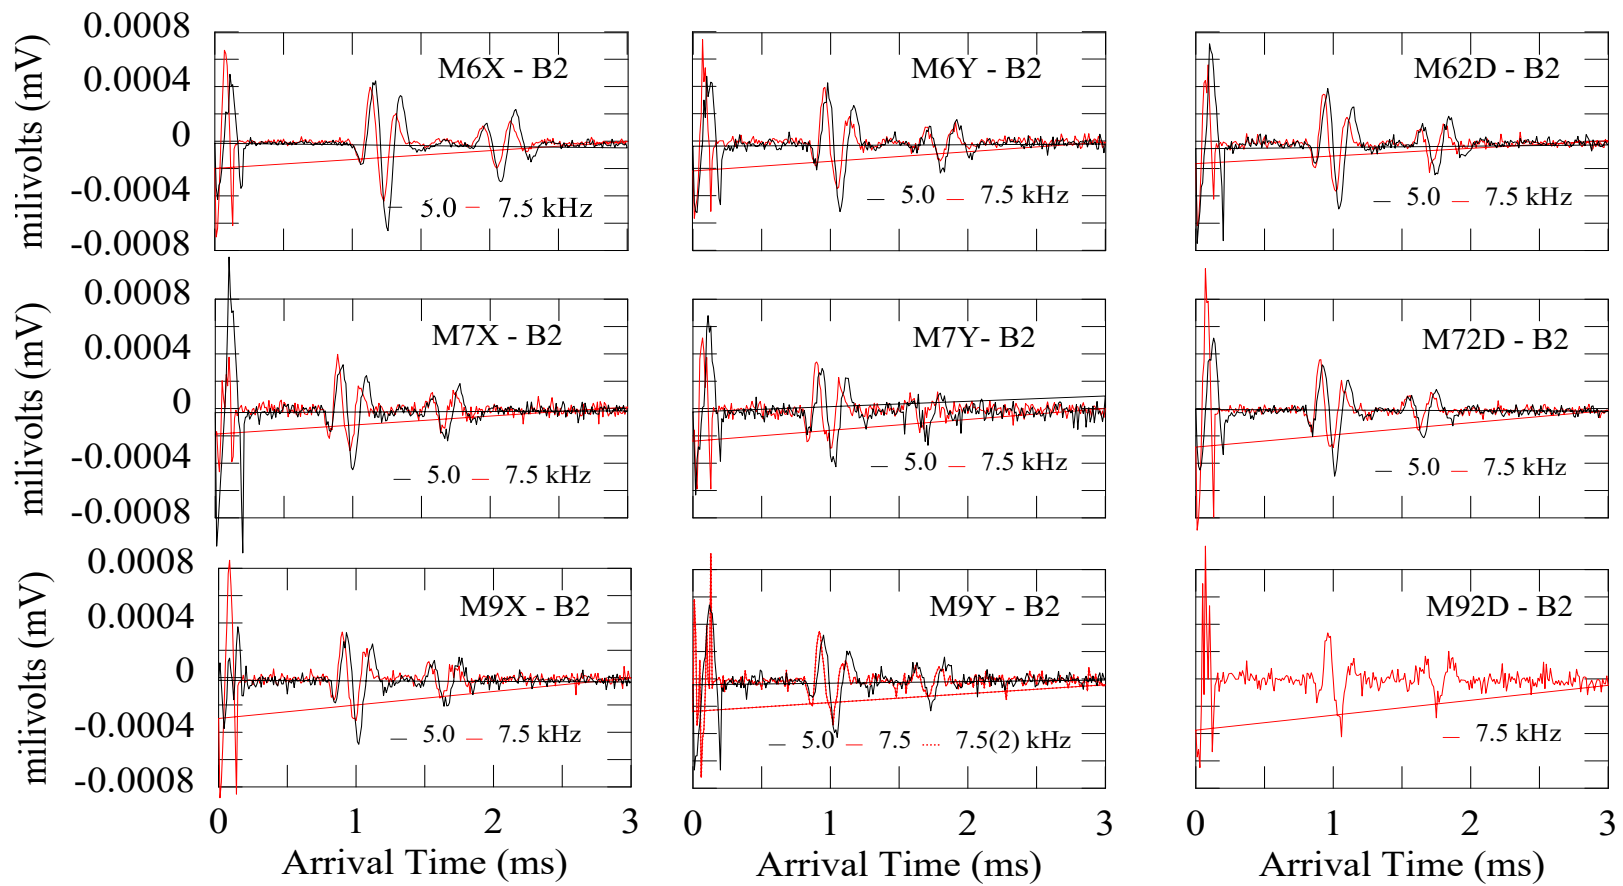 0.0008
0.0004
0
-0.0004
-0.0008
milivolts (mV)
M6X - B2
5.0 7.5 kHz
M6Y - B2
5.0 7.5 kHz
M62D - B2
5.0 7.5 kHz
0.0008
0.0004
0
-0.0004
-0.0008
milivolts (mV)
M7X - B2
5.0 7.5 kHz
M7Y- B2
5.0 7.5 kHz
M72D - B2
5.0 7.5 kHz
0.0008
0.0004
0
-0.0004
-0.0008
milivolts (mV)
M9X - B2
5.0 7.5 kHz
M9Y - B2
5.0 7.5 7.5(2) kHz
M92D - B2
7.5 kHz
0 1 2 3
Arrival Time (ms)
0 1 2 3
Arrival Time (ms)
0 1 2 3
Arrival Time (ms)